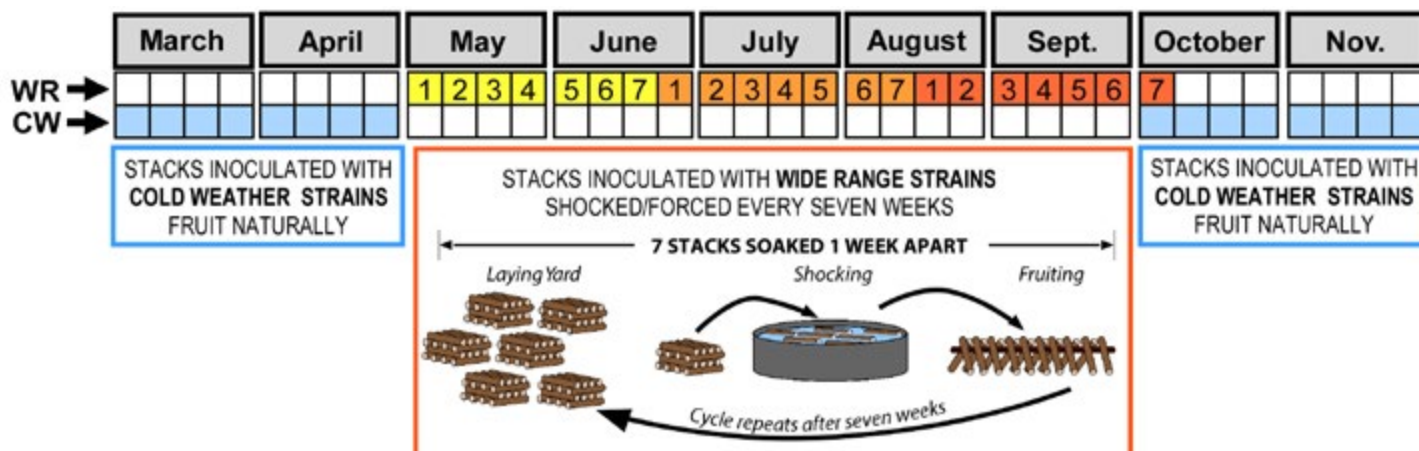 March April May June July August Sept. October Nov.
WR 1 2 3 4 5 6 7 1 2 3 4 5 6 7 1 2 3 4 5 6 7
CW
STACKS INOCULATED WITH
COLD WEATHER STRAINS
FRUIT NATURALLY
STACKS INOCULATED WITH WIDE RANGE STRAINS
SHOCKED/FORCED EVERY SEVEN WEEKS
7 STACKS SOAKED 1 WEEK APART
Laying Yard Shocking Fruiting
Cycle repeats after seven weeks
STACKS INOCULATED WITH
COLD WEATHER STRAINS
FRUIT NATURALLY